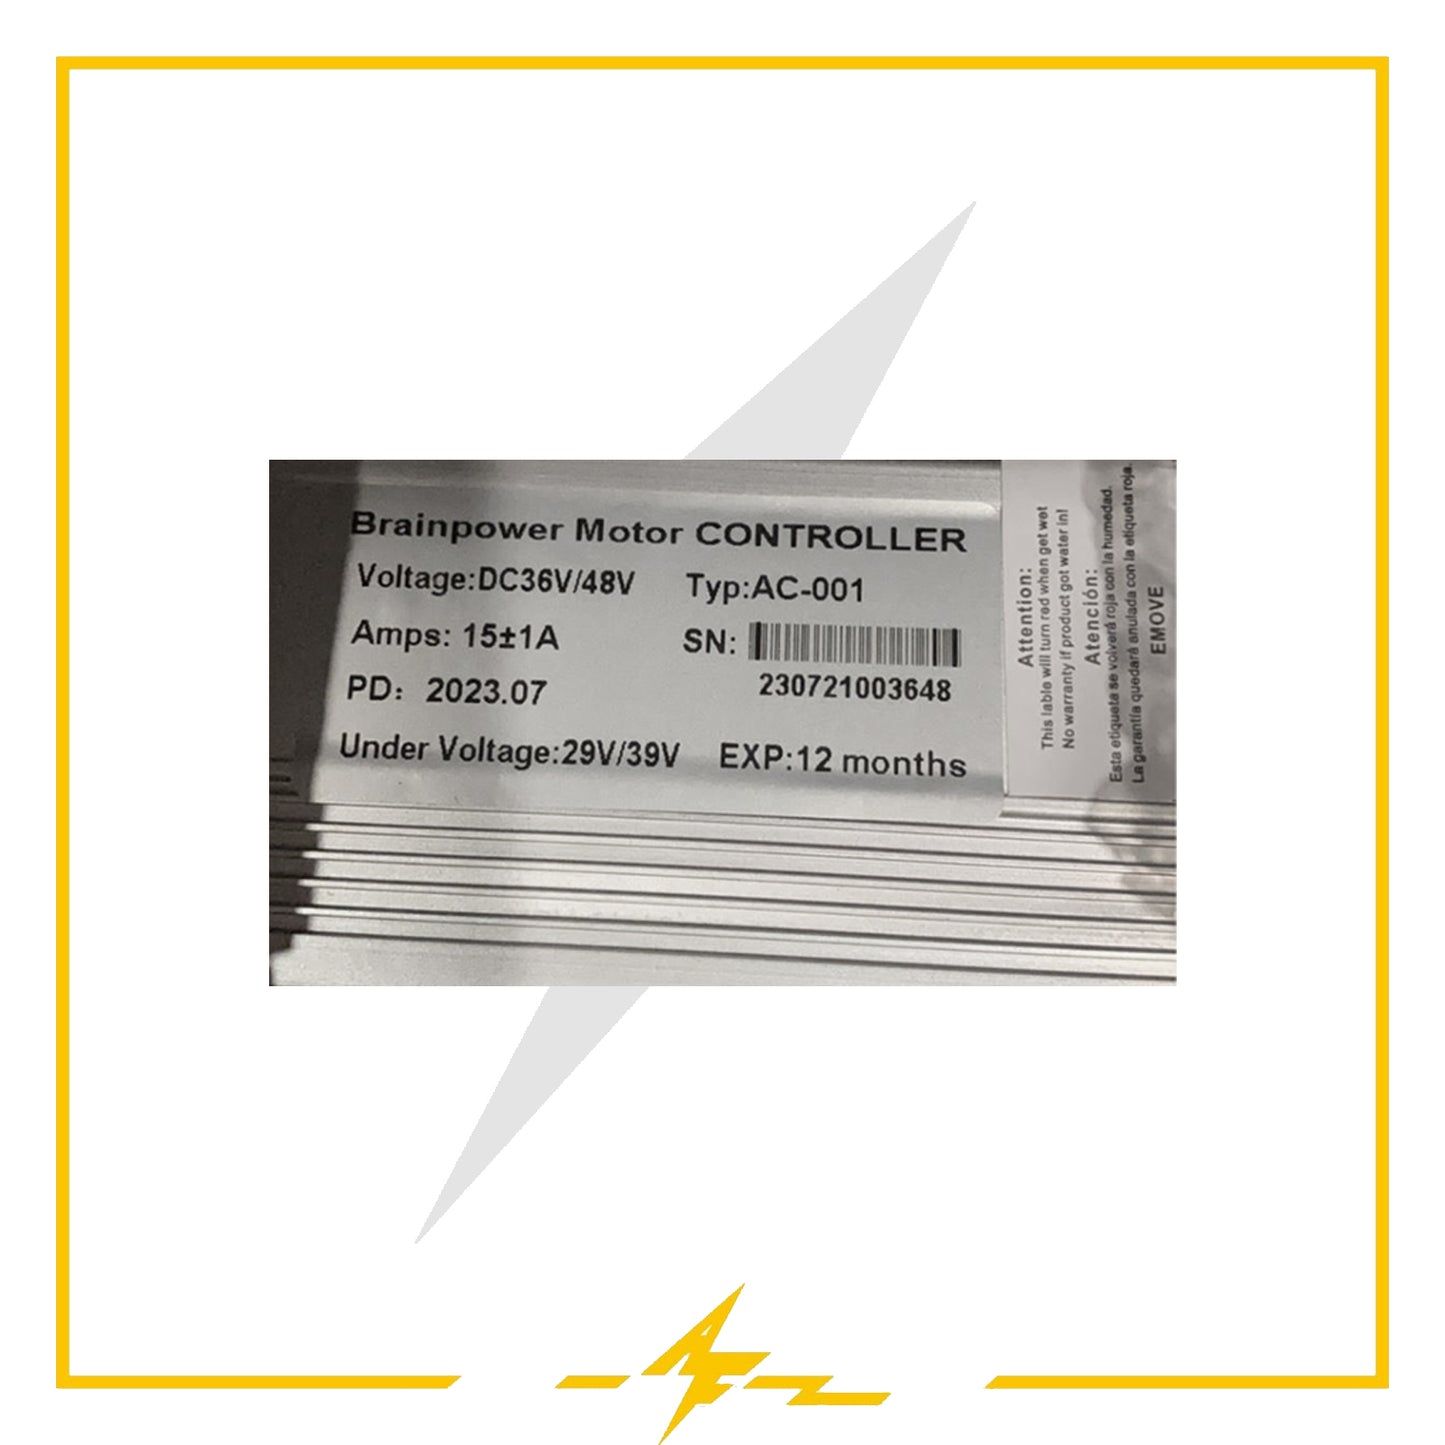 Brainpower Motor CONTROLLER
Voltage:DC36V/48V Typ:AC-001
Amps: 15±1A SN:
PD: 2023.07 230721003648
Under Voltage:29V/39V EXP:12 months
Attention:
This lable will turn red when get wet
No warranty if product got water in!
Atención:
Esta etiqueta se volverá roja con la humedad.
La garantía quedará anulada con la etiqueta roja.
EMOVE